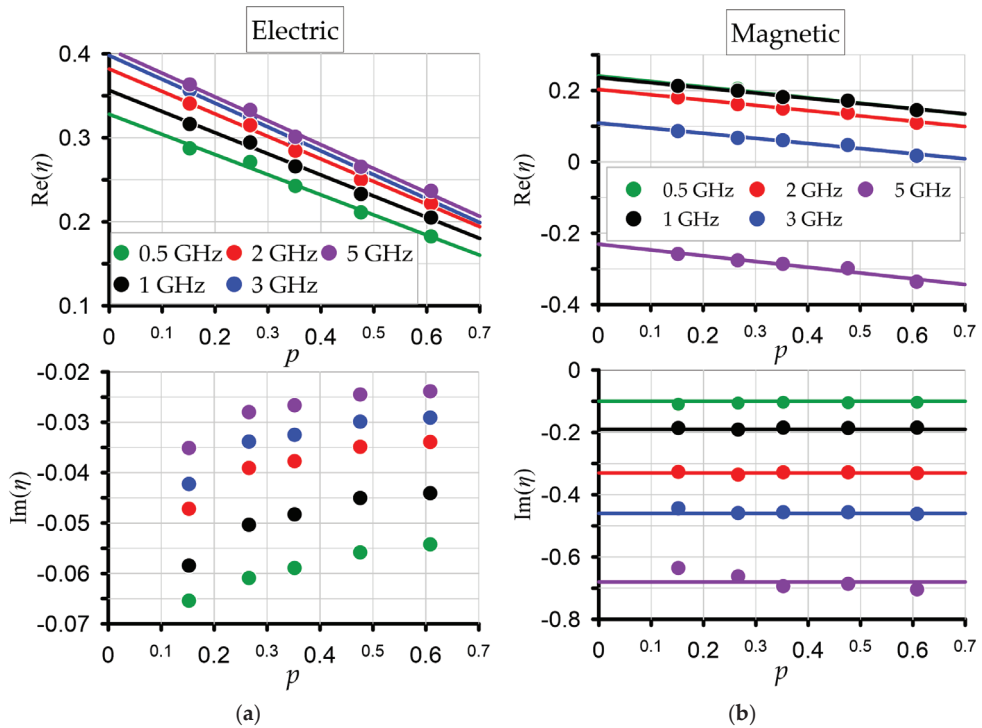 Electric
Re(η)
0.4
0.3
0.2
0.1
0.5 GHz 2 GHz 5 GHz
1 GHz 3 GHz
0 0.1 0.2 0.3 0.4 0.5 0.6 0.7
p
Im(η)
-0.02
-0.03
-0.04
-0.05
-0.06
-0.07
0 0.1 0.2 0.3 0.4 0.5 0.6 0.7
p
(a)
Magnetic
Re(η)
0.2
0
-0.2
-0.4
0.5 GHz 2 GHz 5 GHz
1 GHz 3 GHz
0 0.1 0.2 0.3 0.4 0.5 0.6 0.7
p
Im(η)
0
-0.2
-0.4
-0.6
-0.8
0 0.1 0.2 0.3 0.4 0.5 0.6 0.7
p
(b)